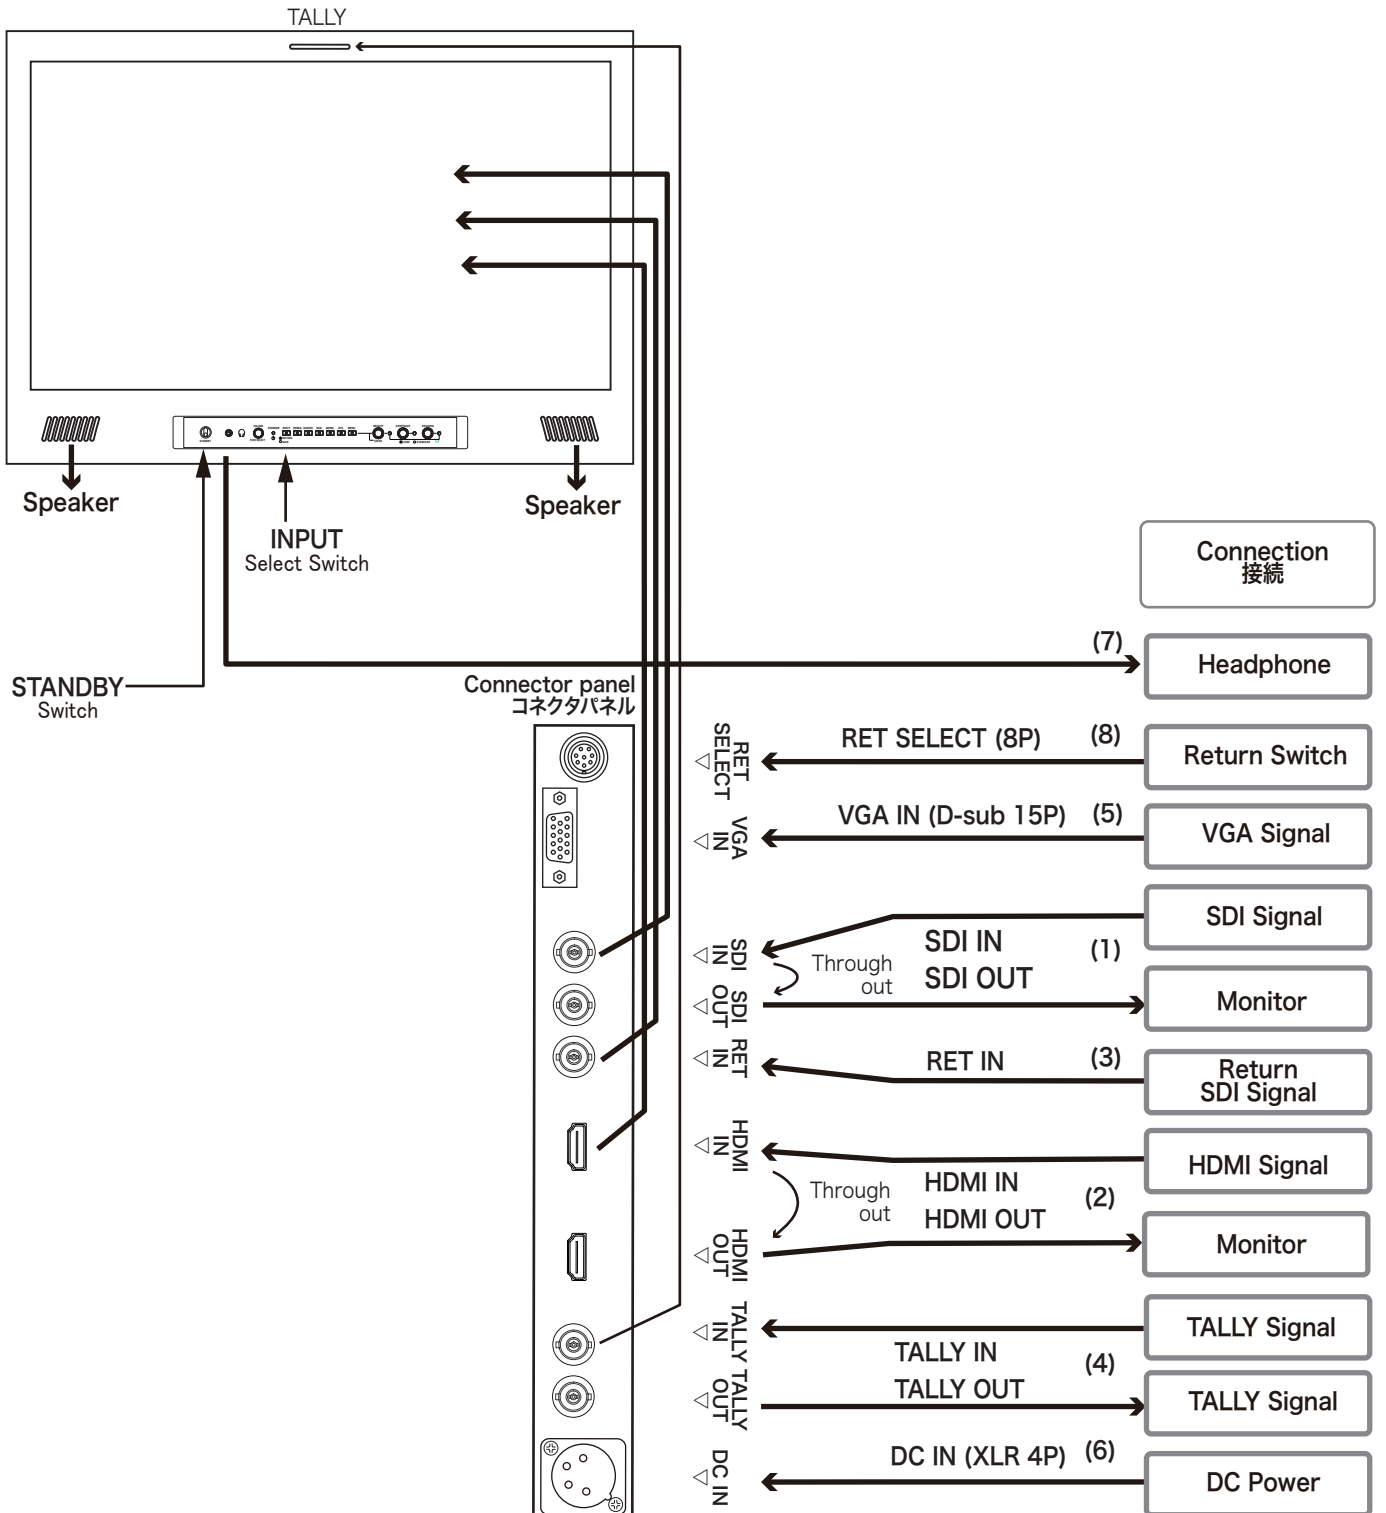 TALLY
Speaker
Speaker
INPUT
Select Switch
STANDBY
Switch
Connection
接続
(7)
Headphone
Connector panel
コネクタパネル
RET
SELECT
RET SELECT (8P)
(8)
Return Switch
VGA
IN
VGA IN (D-sub 15P)
(5)
VGA Signal
SDI Signal
SDI
IN
Through
out
SDI IN
SDI OUT
(1)
SDI
OUT
Monitor
RET
IN
RET IN
(3)
Return
SDI Signal
HDMI
IN
HDMI Signal
Through
out
HDMI IN
HDMI OUT
(2)
HDMI
OUT
Monitor
TALLY
IN
TALLY Signal
TALLY IN
TALLY OUT
(4)
TALLY
OUT
TALLY Signal
DC IN
DC IN (XLR 4P)
(6)
DC Power